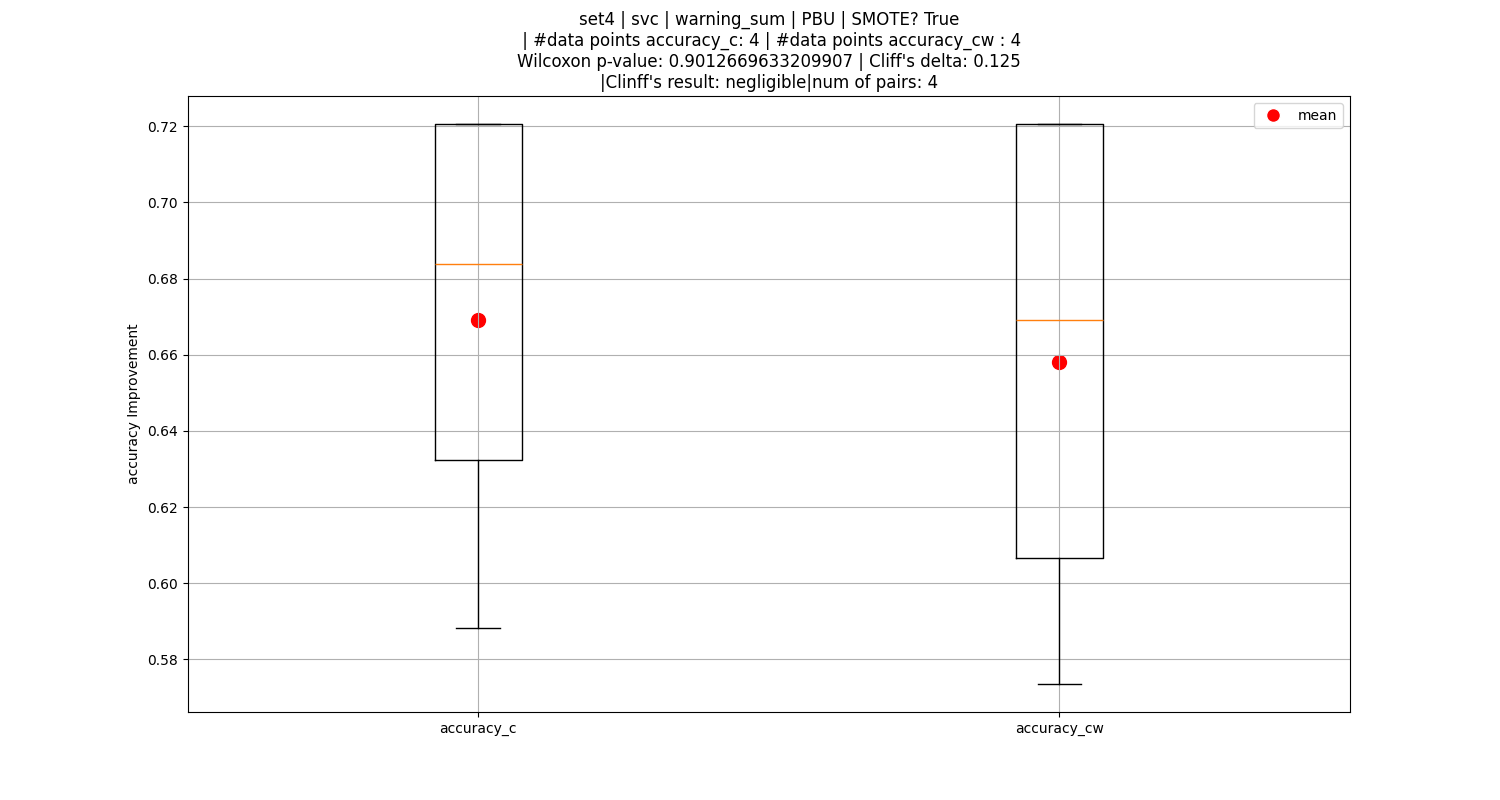 set4 | svc | warning_sum | PBU | SMOTE? True
| #data points accuracy_c: 4 | #data points accuracy_cw : 4
Wilcoxon p-value: 0.9012669633209907 | Cliff's delta: 0.125
|Clinff's result: negligible|num of pairs: 4
mean
0.72
0.70
0.68
0.66
0.64
0.62
0.60
0.58
accuracy Improvement
accuracy_c
accuracy_cw